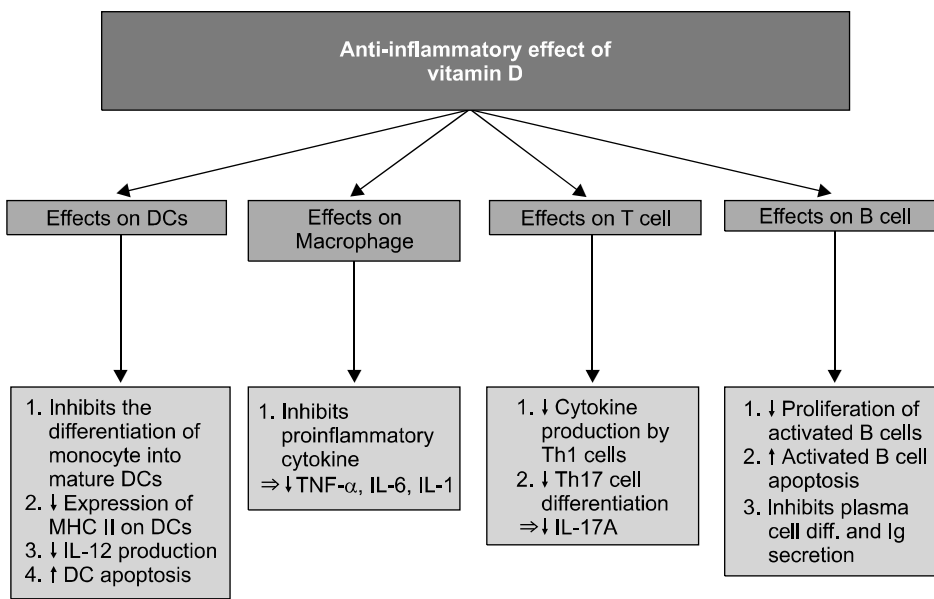 Anti-inflammatory effect of
vitamin D
Effects on DCs
Effects on
Macrophage
Effects on T cell
Effects on B cell
1. Inhibits the
differentiation of
monocyte into
mature DCs
2. ↓ Expression of
MHC II on DCs
3. ↓ IL-12 production
4. ↑ DC apoptosis
1. Inhibits
proinflammatory
cytokine
⇒ ↓ TNF-α, IL-6, IL-1
1. ↓ Cytokine
production by
Th1 cells
2. ↓ Th17 cell
differentiation
⇒ ↓ IL-17A
1. ↓ Proliferation of
activated B cells
2. ↑ Activated B cell
apoptosis
3. Inhibits plasma
cell diff. and Ig
secretion